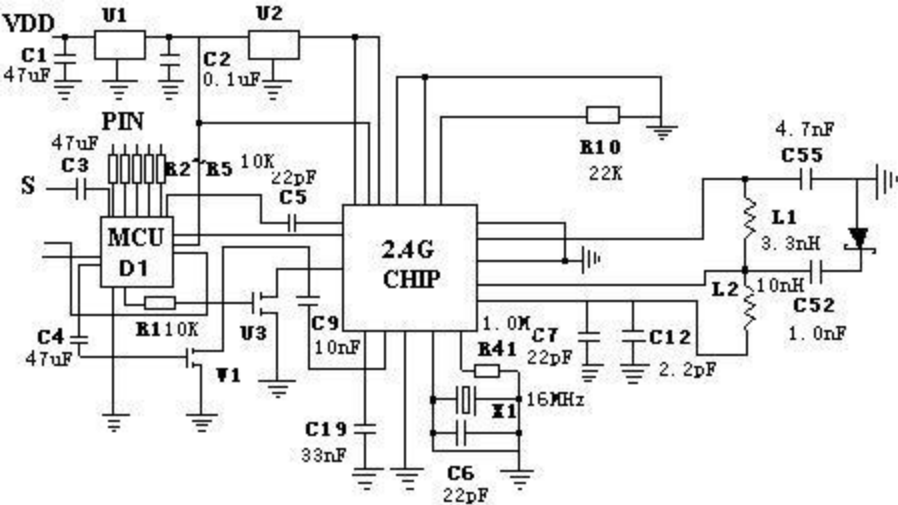 VDD
U1
U2
C1
47uF
C2
0.1uF
PIN
47uF
C3
R2~R5
10K
22pF
C5
S
MCU
D1
2.4G
CHIP
R10
22K
4.7nF
C55
L1
3.3nH
10nH
L2
C52
1.0nF
R110K
U3
C4
47uF
V1
C9
10nF
1.0M
R41
C7
22pF
C12
2.2pF
X1
16MHz
C19
33nF
C6
22pF